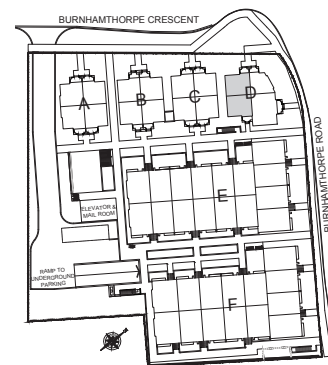 BURNHAMTHORPE CRESCENT
A
B
C
D
BURNHAMTHORPE ROAD
E
ELEVATOR &
MAIL ROOM
RAMP TO
UNDERGROUND
PARKING
F